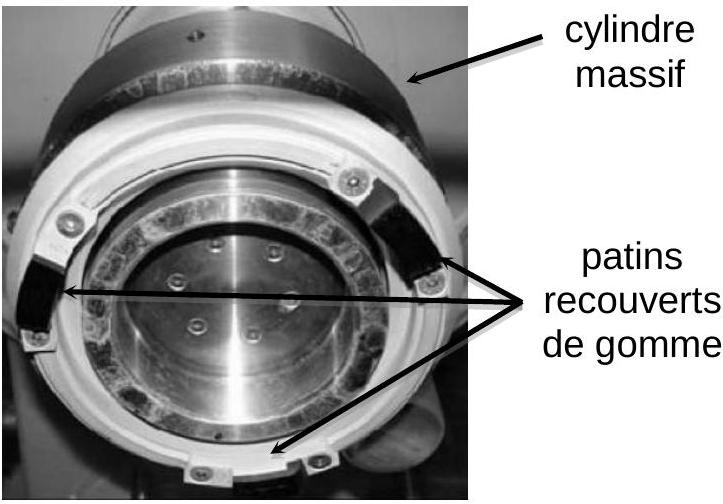 cylindre
massif
patins
recouverts
de gomme